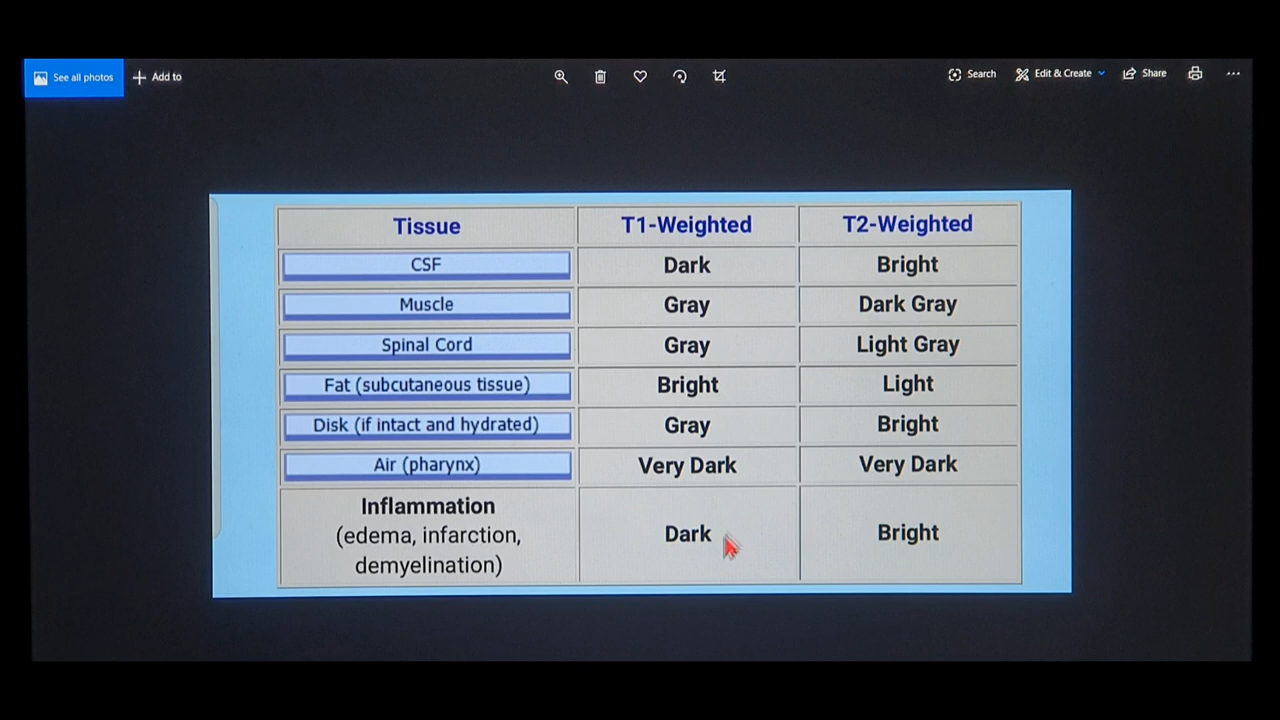 See all photos
Add to
Search
Edit & Create
Share
Tissue T1-Weighted T2-Weighted
CSF Dark Bright
Muscle Gray Dark Gray
Spinal Cord Gray Light Gray
Fat (subcutaneous tissue) Bright Light
Disk (if intact and hydrated) Gray Bright
Air (pharynx) Very Dark Very Dark
Inflammation
(edema, infarction,
demyelination) Dark Bright